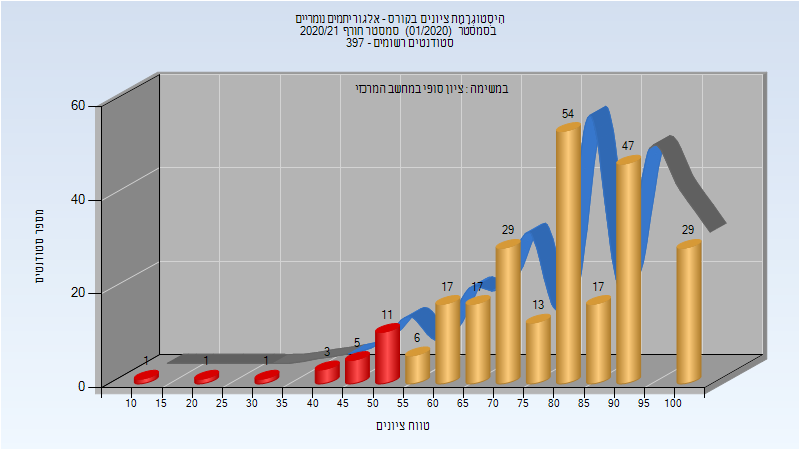 היסטוגרמת ציונים בקורס - אלגוריתמים נומריים
בסמסטר (01/2020) סמסטר חורף 2020/21
סטודנטים רשומים - 397
במשימה : ציון סופי במחשב המרכזי
מספר סטודנטים
60
40
20
0
1
1
1
3
5
11
6
17
17
29
13
54
17
47
29
10 15 20 25 30 35 40 45 50 55 60 65 70 75 80 85 90 95 100
טווח ציונים